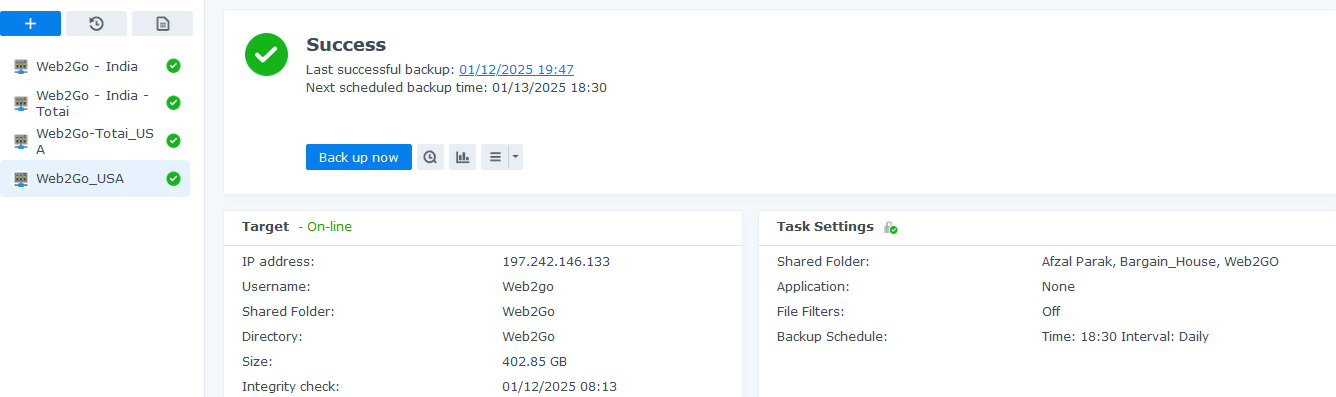 Web2Go - India
Web2Go - India -
Totai
Web2Go-Totai_US
A
Web2Go_USA
Success
Last successful backup: 01/12/2025 19:47
Next scheduled backup time: 01/13/2025 18:30
Back up now
Target - On-line
IP address: 197.242.146.133
Username: Web2go
Shared Folder: Web2Go
Directory: Web2Go
Size: 402.85 GB
Integrity check: 01/12/2025 08:13
Task Settings
Shared Folder: Afzal Parak, Bargain_House, Web2GO
Application: None
File Filters: Off
Backup Schedule: Time: 18:30 Interval: Daily